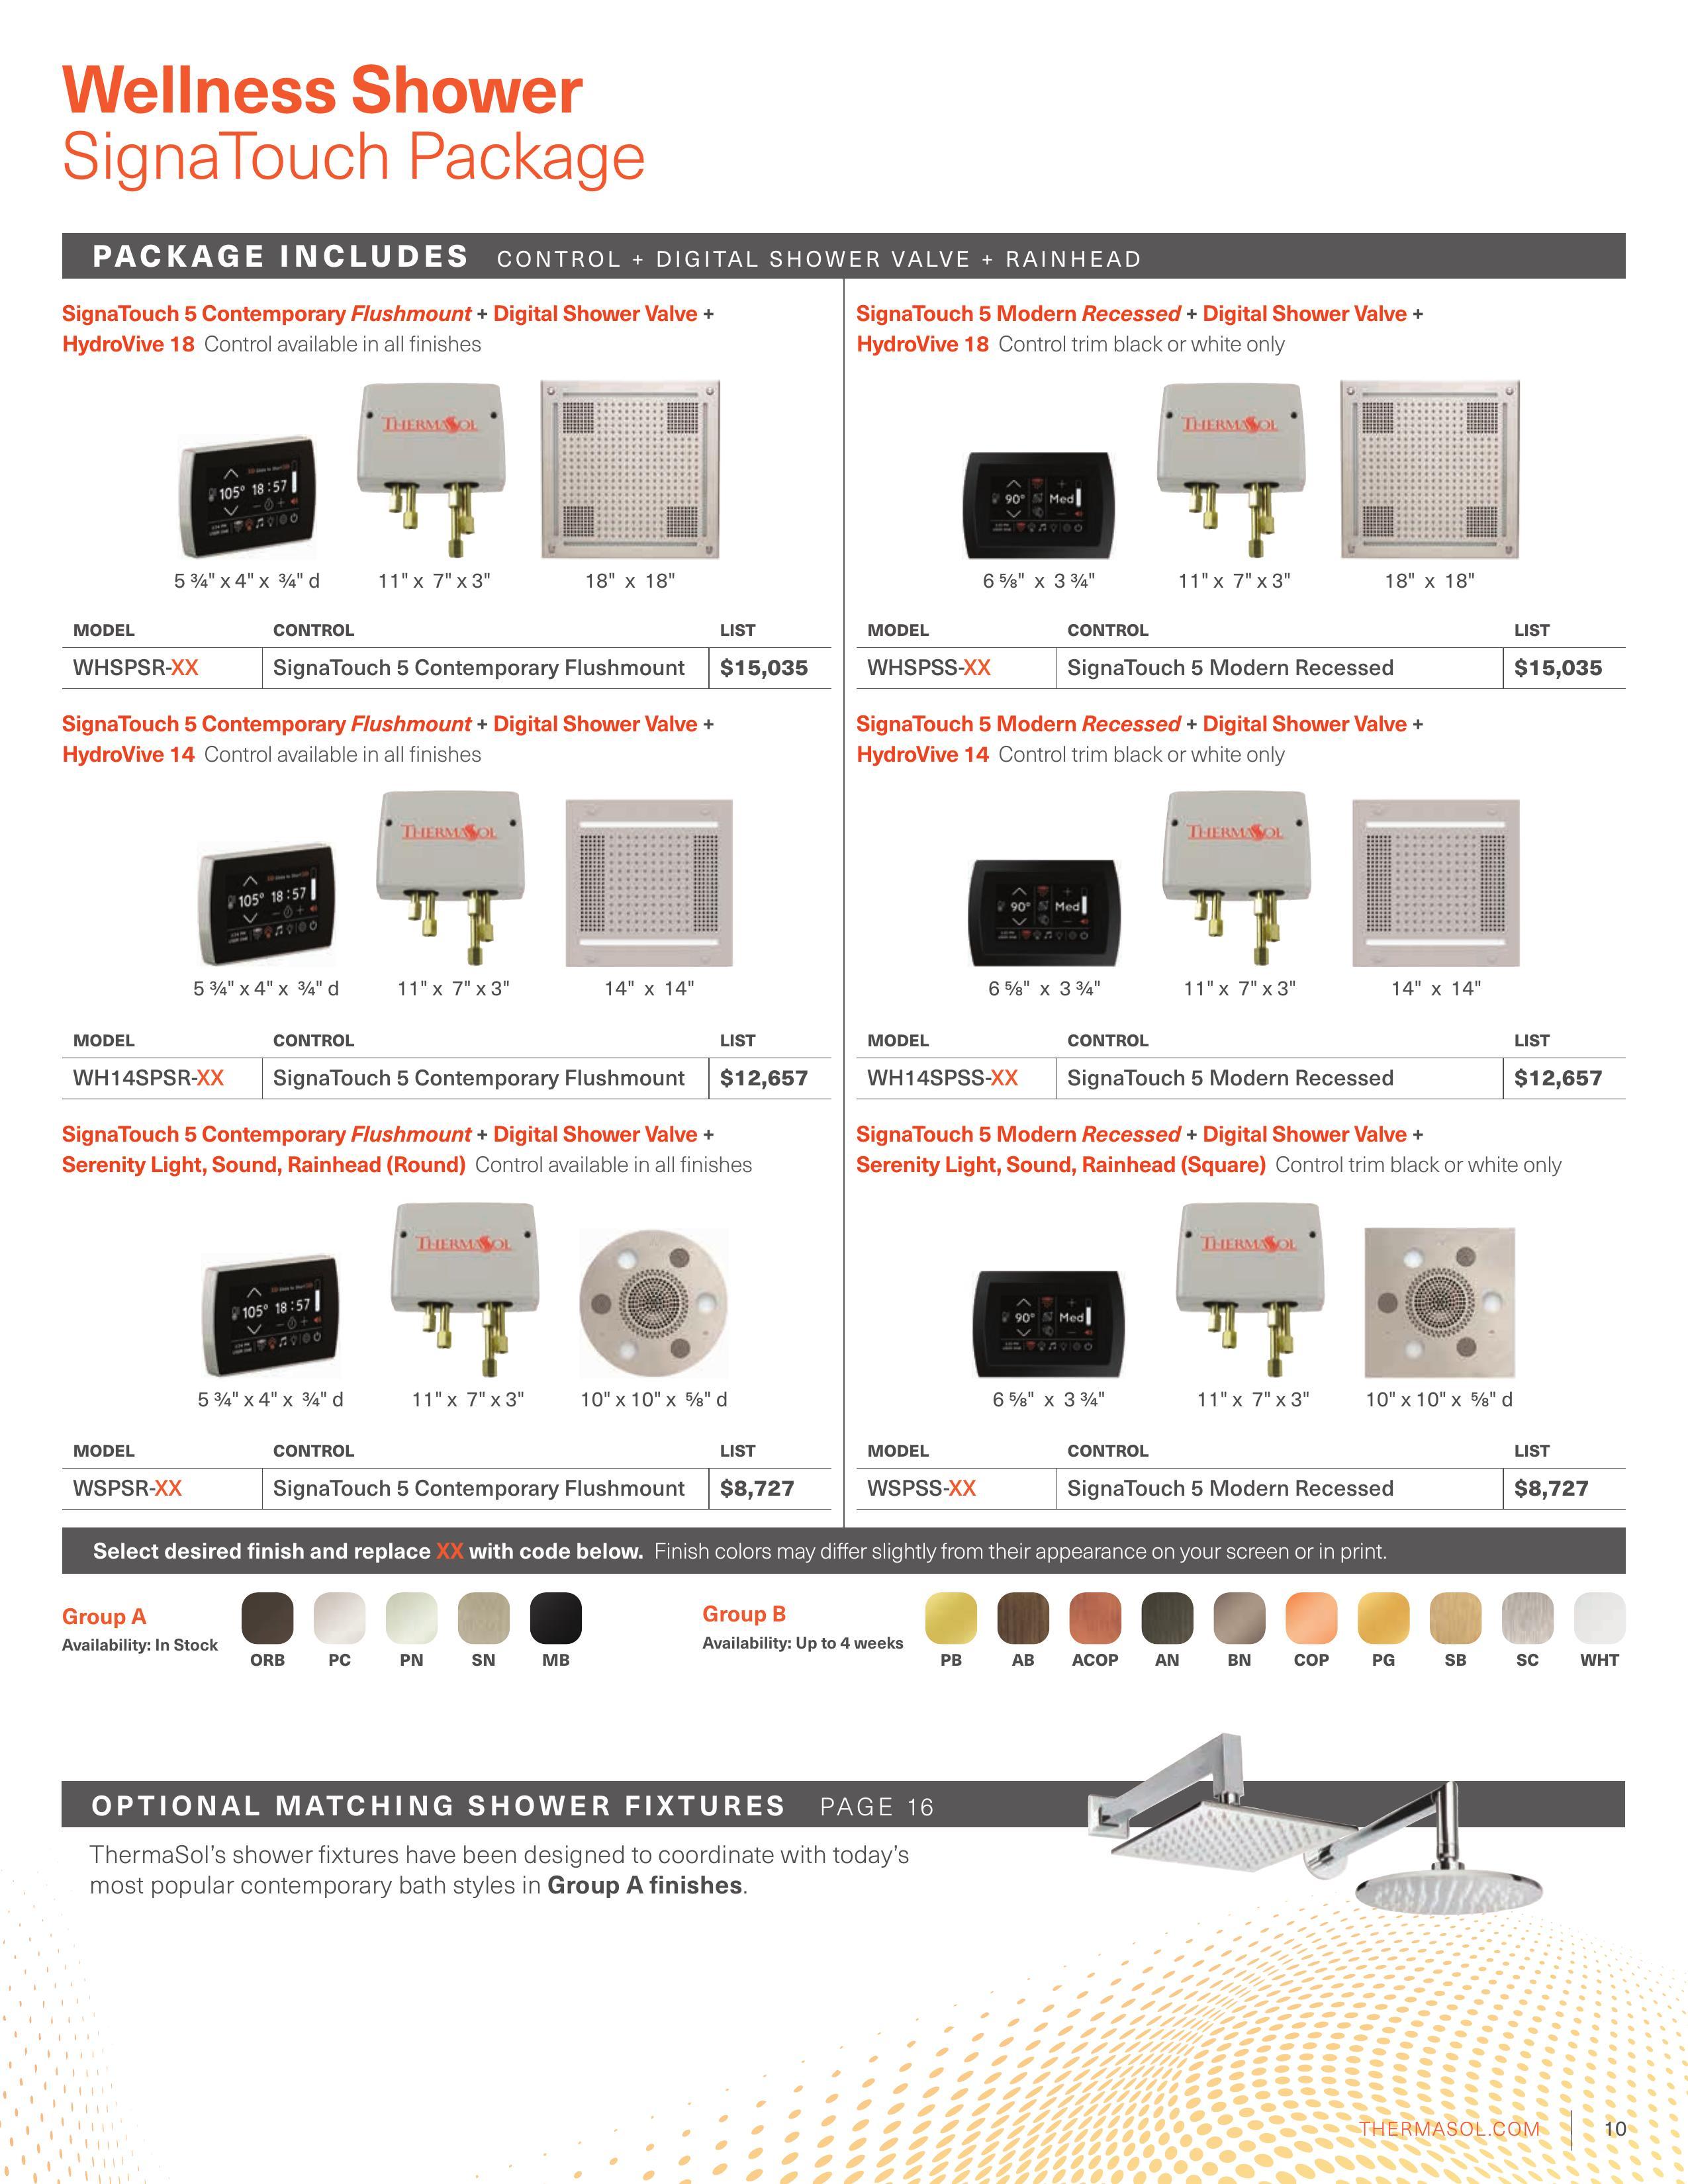 Wellness Shower
SignaTouch Package
PACKAGE INCLUDES CONTROL + DIGITAL SHOWER VALVE + RAINHEAD
SignaTouch 5 Contemporary Flushmount + Digital Shower Valve +
HydroVive 18 Control available in all finishes
THERMASOL
105° 18:57
5 ¾" x 4" x ¾" d
11" x 7" x 3"
18" x 18"
MODEL CONTROL LIST
WHSPSR-XX SignaTouch 5 Contemporary Flushmount $15,035
SignaTouch 5 Modern Recessed + Digital Shower Valve +
HydroVive 18 Control trim black or white only
THERMASOL
90° Med
6 ⅝" x 3 ¾"
11" x 7" x 3"
18" x 18"
MODEL CONTROL LIST
WHSPSS-XX SignaTouch 5 Modern Recessed $15,035
SignaTouch 5 Contemporary Flushmount + Digital Shower Valve +
HydroVive 14 Control available in all finishes
THERMASOL
105° 18:57
5 ¾" x 4" x ¾" d
11" x 7" x 3"
14" x 14"
MODEL CONTROL LIST
WH14SPSR-XX SignaTouch 5 Contemporary Flushmount $12,657
SignaTouch 5 Modern Recessed + Digital Shower Valve +
HydroVive 14 Control trim black or white only
THERMASOL
90° Med
6 ⅝" x 3 ¾"
11" x 7" x 3"
14" x 14"
MODEL CONTROL LIST
WH14SPSS-XX SignaTouch 5 Modern Recessed $12,657
SignaTouch 5 Contemporary Flushmount + Digital Shower Valve +
Serenity Light, Sound, Rainhead (Round) Control available in all finishes
THERMASOL
105° 18:57
5 ¾" x 4" x ¾" d
11" x 7" x 3"
10" x 10" x ⅝" d
MODEL CONTROL LIST
WSPSR-XX SignaTouch 5 Contemporary Flushmount $8,727
SignaTouch 5 Modern Recessed + Digital Shower Valve +
Serenity Light, Sound, Rainhead (Square) Control trim black or white only
THERMASOL
90° Med
6 ⅝" x 3 ¾"
11" x 7" x 3"
10" x 10" x ⅝" d
MODEL CONTROL LIST
WSPSS-XX SignaTouch 5 Modern Recessed $8,727
Select desired finish and replace XX with code below. Finish colors may differ slightly from their appearance on your screen or in print.
Group A
Availability: In Stock
ORB PC PN SN MB
Group B
Availability: Up to 4 weeks
PB AB ACOP AN BN COP PG SB SC WHT
OPTIONAL MATCHING SHOWER FIXTURES PAGE 16
ThermaSol's shower fixtures have been designed to coordinate with today's
most popular contemporary bath styles in Group A finishes.
THERMASOL.COM 10